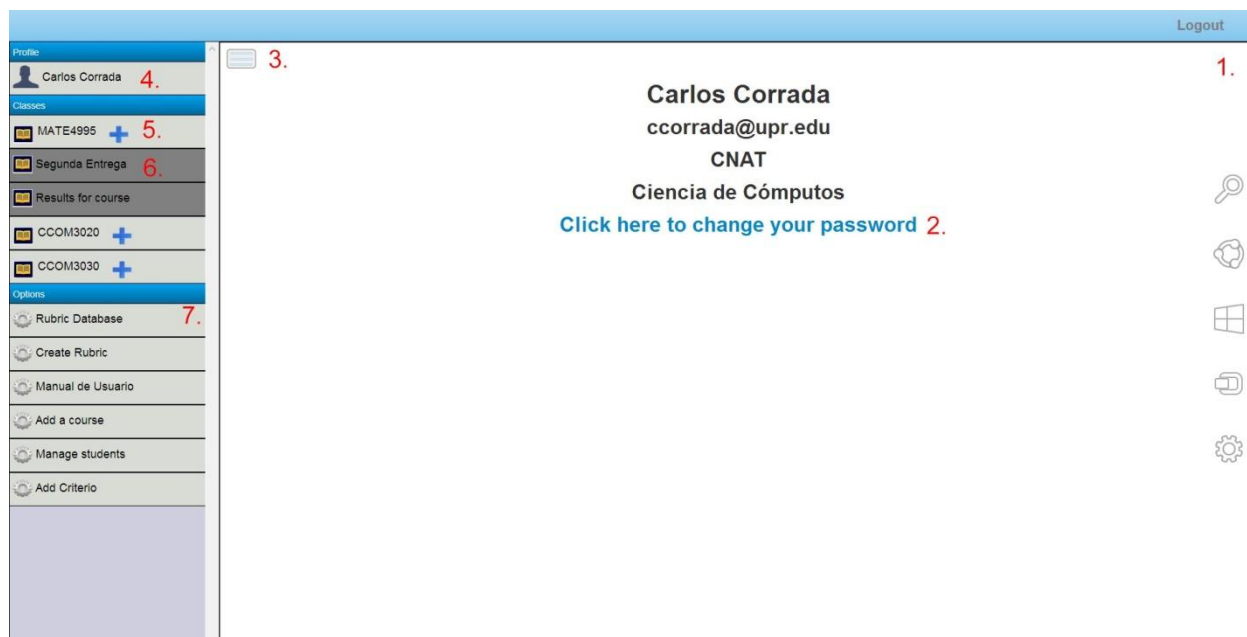 Logout
Profile
Carlos Corrada 4.
Classes
MATE4995 5.
Segunda Entrega 6.
Results for course
CCOM3020
CCOM3030
Options
Rubric Database 7.
Create Rubric
Manual de Usuario
Add a course
Manage students
Add Criterio
3.
1.
Carlos Corrada
ccorrada@upr.edu
CNAT
Ciencia de Cómputos
Click here to change your password 2.